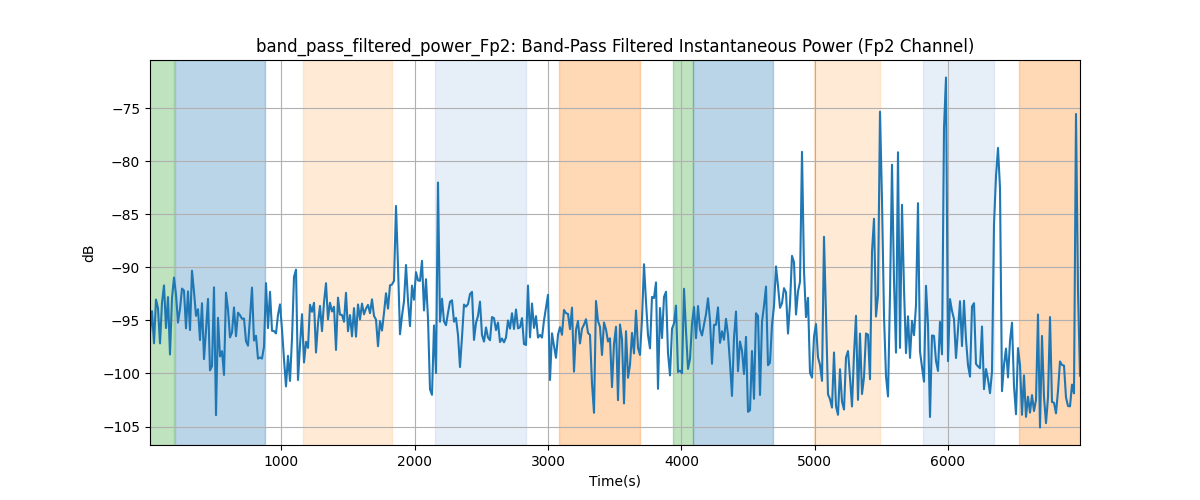 band_pass_filtered_power_Fp2: Band-Pass Filtered Instantaneous Power (Fp2 Channel)
dB
−75
−80
−85
−90
−95
−100
−105
1000 2000 3000 4000 5000 6000
Time(s)